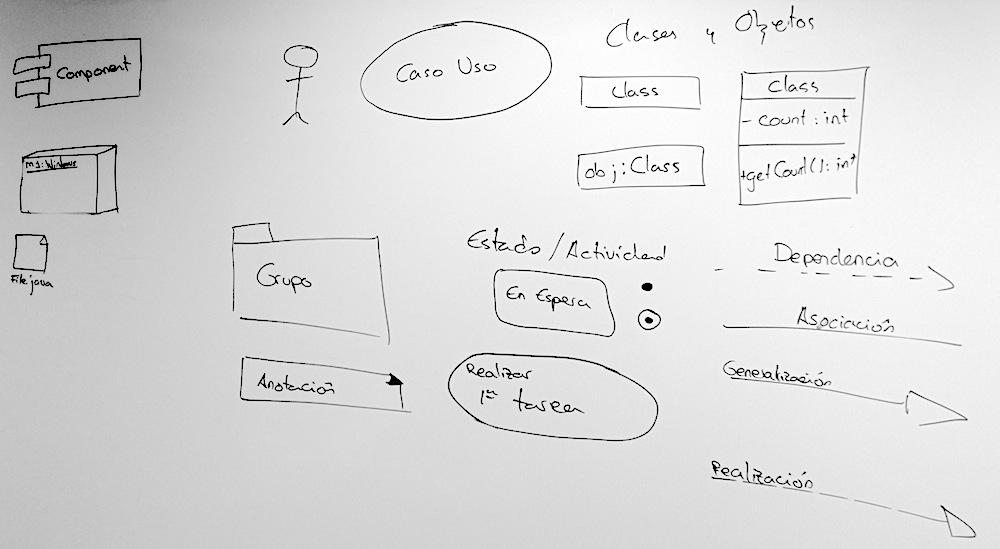 Component
m1: Windows
File java
Caso Uso
Clases y Objetos
Class
obj: Class
Class
- count : int
+getCount(): int
Grupo
Anotación
Estado / Actividad
En Espera
Realizar
1ª tarea
Dependencia
Asociación
Generalización
Realización